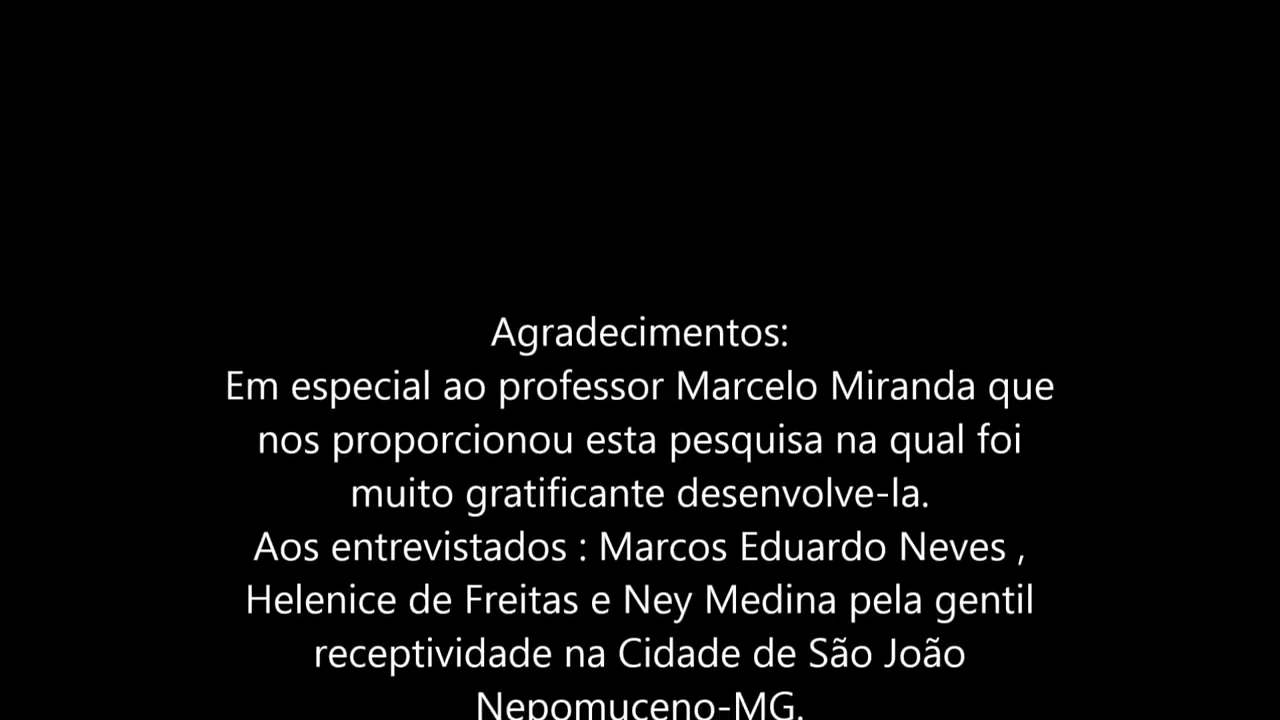 Agradecimentos:
Em especial ao professor Marcelo Miranda que
nos proporcionou esta pesquisa na qual foi
muito gratificante desenvolve-la.
Aos entrevistados : Marcos Eduardo Neves ,
Helenice de Freitas e Ney Medina pela gentil
receptividade na Cidade de São João
Nepomuceno-MG.